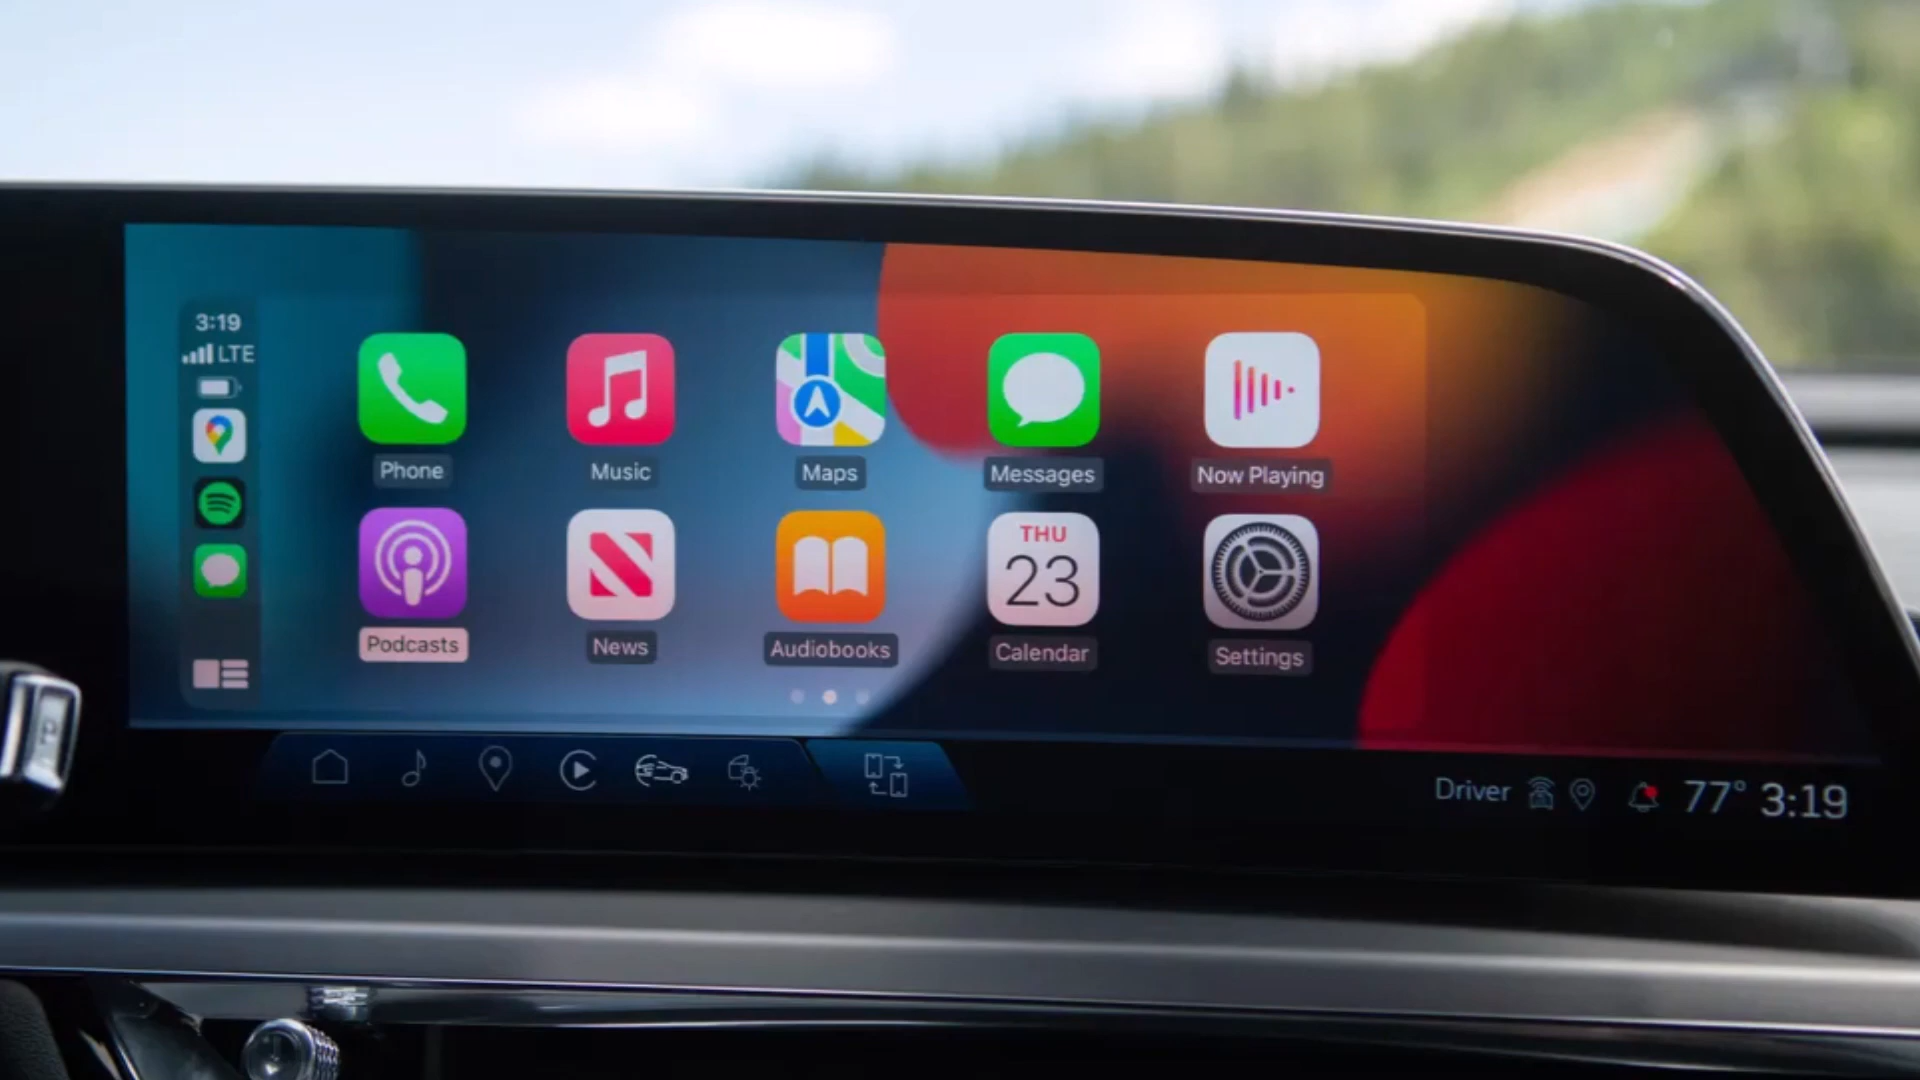 3:19
LTE
Phone
Music
Maps
Messages
Now Playing
THU
23
Podcasts
News
Audiobooks
Calendar
Settings
Driver
77° 3:19